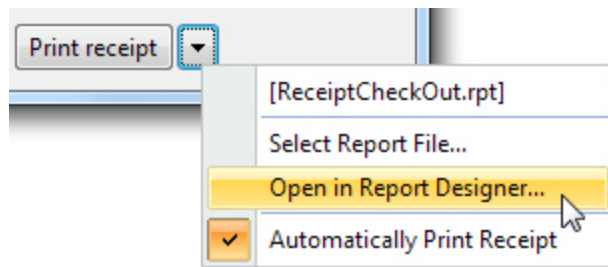 Print receipt
[ReceiptCheckOut.rpt]
Select Report File...
Open in Report Designer...
Automatically Print Receipt